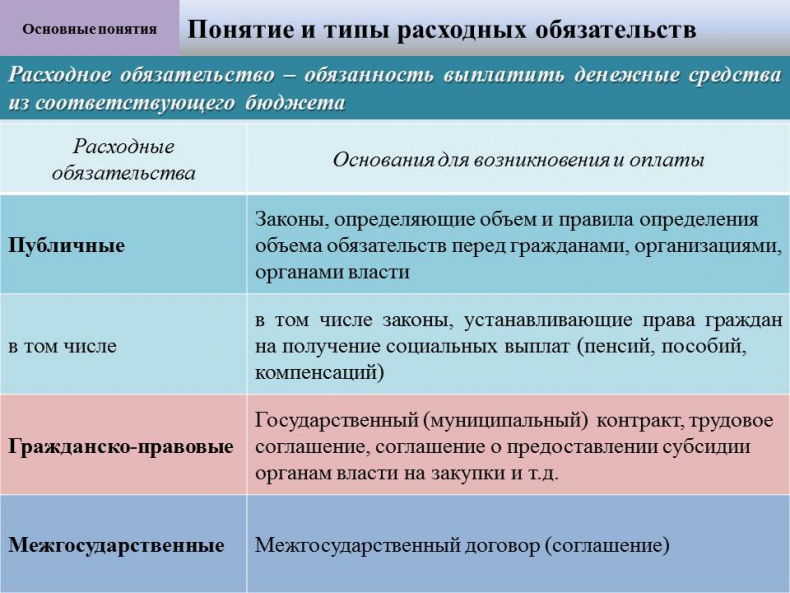 Основные понятия
Понятие и типы расходных обязательств
Расходное обязательство – обязанность выплатить денежные средства
из соответствующего бюджета
Расходные
обязательства
Основания для возникновения и оплаты
Публичные
Законы, определяющие объем и правила определения
объема обязательств перед гражданами, организациями,
органами власти
в том числе
в том числе законы, устанавливающие права граждан
на получение социальных выплат (пенсий, пособий,
компенсаций)
Гражданско-правовые
Государственный (муниципальный) контракт, трудовое
соглашение, соглашение о предоставлении субсидии
органам власти на закупки и т.д.
Межгосударственные
Межгосударственный договор (соглашение)